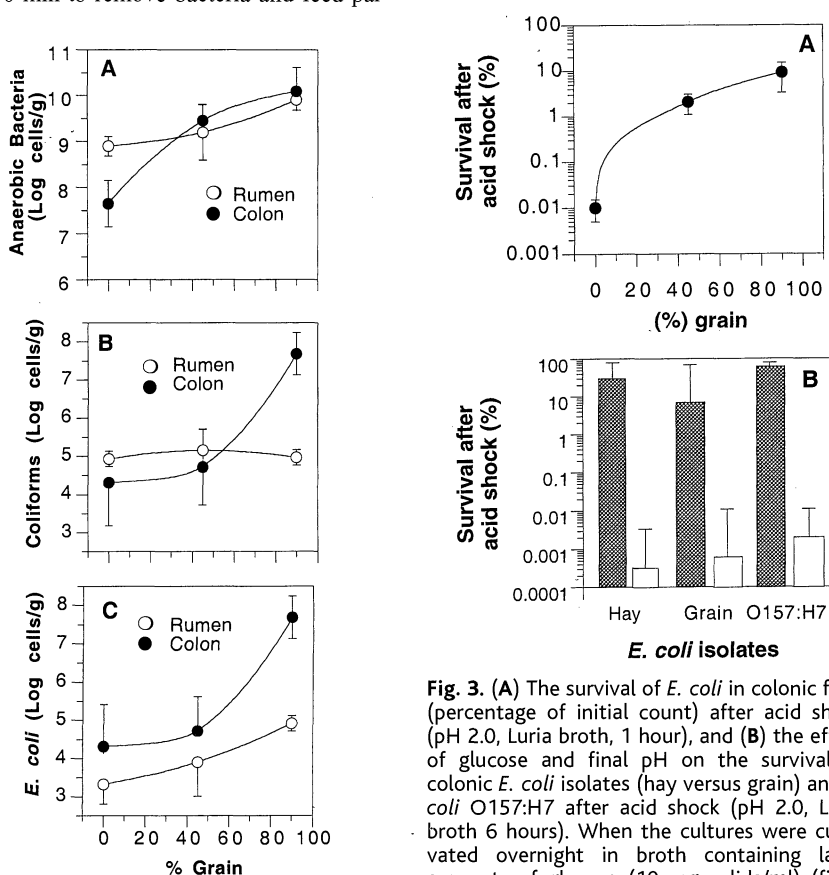 11
10
9
8
7
6
A
Anaerobic Bacteria
(Log cells/g)
Rumen
Colon
8
7
6
5
4
3
B
Coliforms (Log cells/g)
Rumen
Colon
8
7
6
5
4
3
C
E. coli (Log cells/g)
Rumen
Colon
0 20 40 60 80 100
% Grain
100
10
1
0.1
0.01
0.001
A
Survival after
acid shock (%)
0 20 40 60 80 100
(%) grain
100
10
1
0.1
0.01
0.001
0.0001
B
Survival after
acid shock (%)
Hay Grain O157:H7
E. coli isolates
Fig. 3. (A) The survival of E. coli in colonic
(percentage of initial count) after acid
(pH 2.0, Luria broth, 1 hour), and (B) the
of glucose and final pH on the survival
colonic E. coli isolates (hay versus grain)
coli O157:H7 after acid shock (pH 2.0,
broth 6 hours). When the cultures were
vated overnight in broth containing